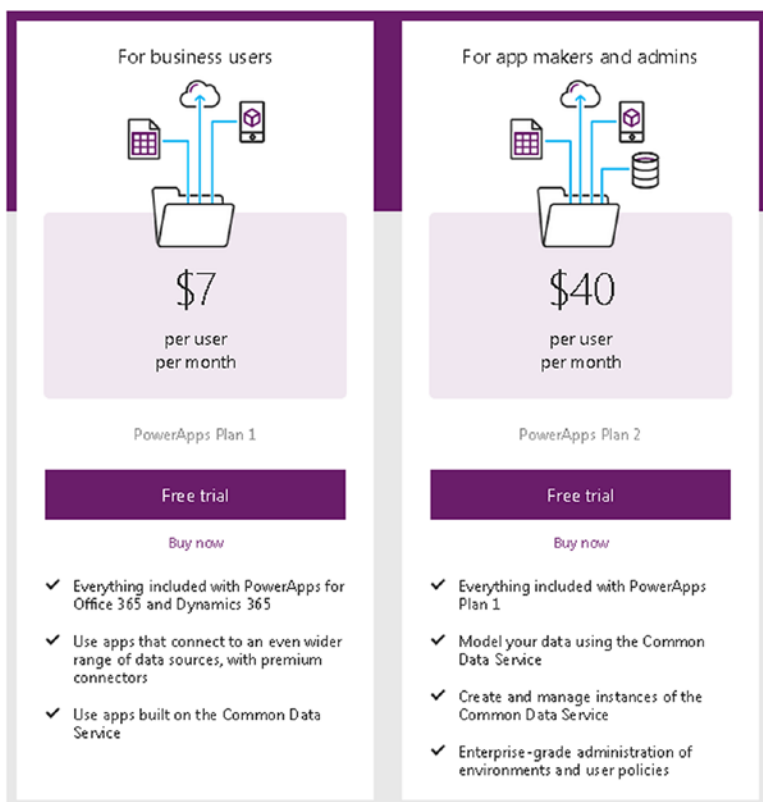 For business users
$7
per user
per month
PowerApps Plan 1
Free trial
Buy now
Everything included with PowerApps for
Office 365 and Dynamics 365
Use apps that connect to an even wider
range of data sources, with premium
connectors
Use apps built on the Common Data
Service
For app makers and admins
$40
per user
per month
PowerApps Plan 2
Free trial
Buy now
Everything included with PowerApps
Plan 1
Model your data using the Common
Data Service
Create and manage instances of the
Common Data Service
Enterprise-grade administration of
environments and user policies